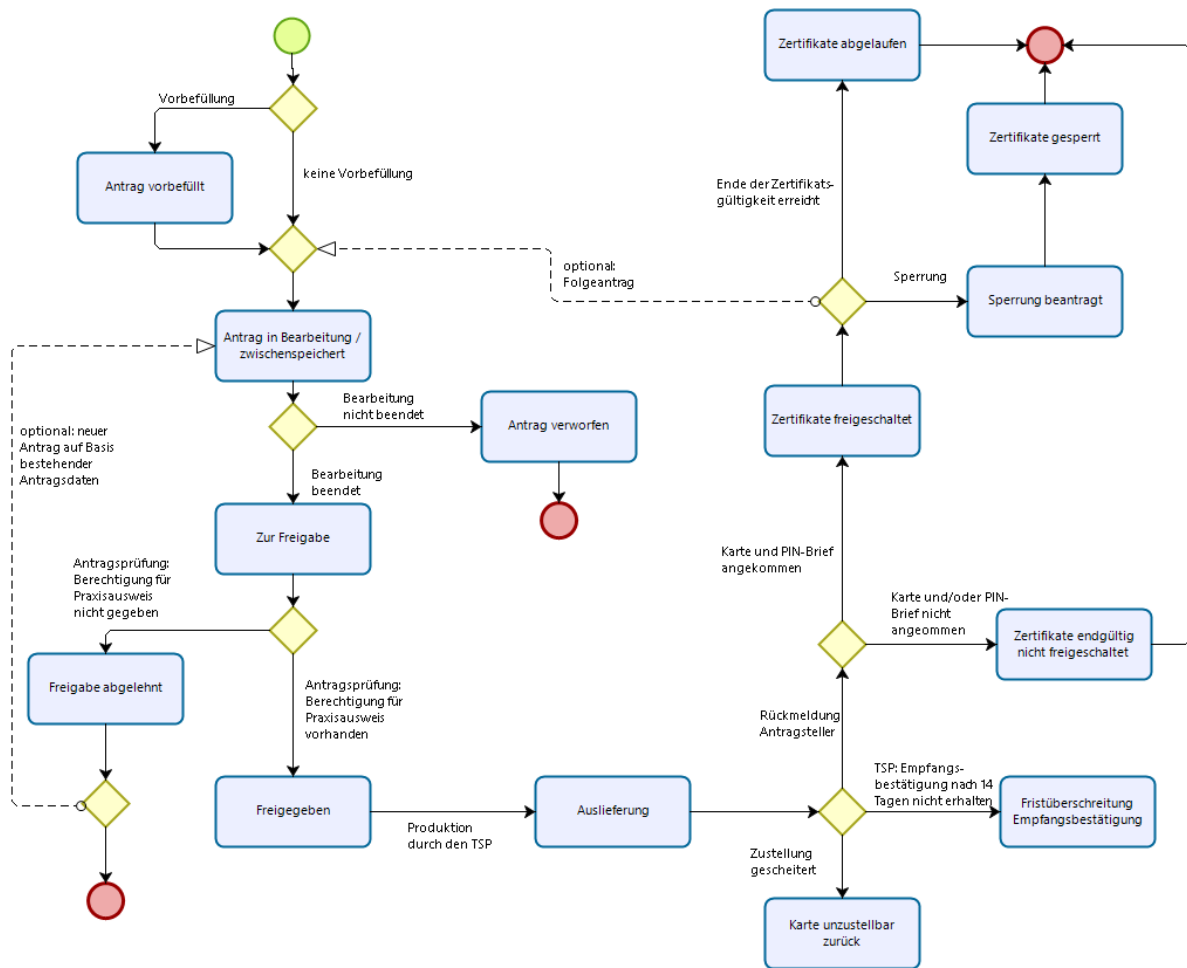 Zertifikate abgelaufen
Vorbefüllung
Zertifikate gesperrt
keine Vorbefüllung
Antrag vorbefüllt
Ende der Zertifikats-
gültigkeit erreicht
optional:
Folgeantrag
Sperrung
Sperrung beantragt
Antrag in Bearbeitung /
zwischenspeichert
Bearbeitung
nicht beendet
Antrag verworfen
Zertifikate freigeschaltet
optional: neuer
Antrag auf Basis
bestehender
Antragsdaten
Bearbeitung
beendet
Zur Freigabe
Antragsprüfung:
Berechtigung für
Praxisausweis
nicht gegeben
Karte und PIN-Brief
angekommen
Karte und/oder PIN-
Brief nicht
angeommen
Zertifikate endgültig
nicht freigeschaltet
Freigabe abgelehnt
Antragsprüfung:
Berechtigung für
Praxisausweis
vorhanden
Rückmeldung
Antragsteller
TSP: Empfangs-
bestätigung nach 14
Tagen nicht erhalten
Freigegeben
Produktion
durch den TSP
Auslieferung
Fristüberschreitung
Empfangsbestätigung
Zustellung
gescheitert
Karte unzustellbar
zurück